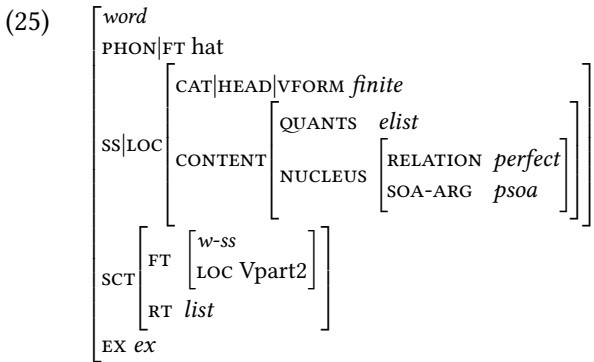 (25)
word
PHON|FT hat
SS|LOC
CAT|HEAD|VFORM finite
CONTENT
QUANTS elist
NUCLEUS
RELATION perfect
SOA-ARG psoa
SCT
FT
w-ss
LOC Vpart2
RT list
EX ex